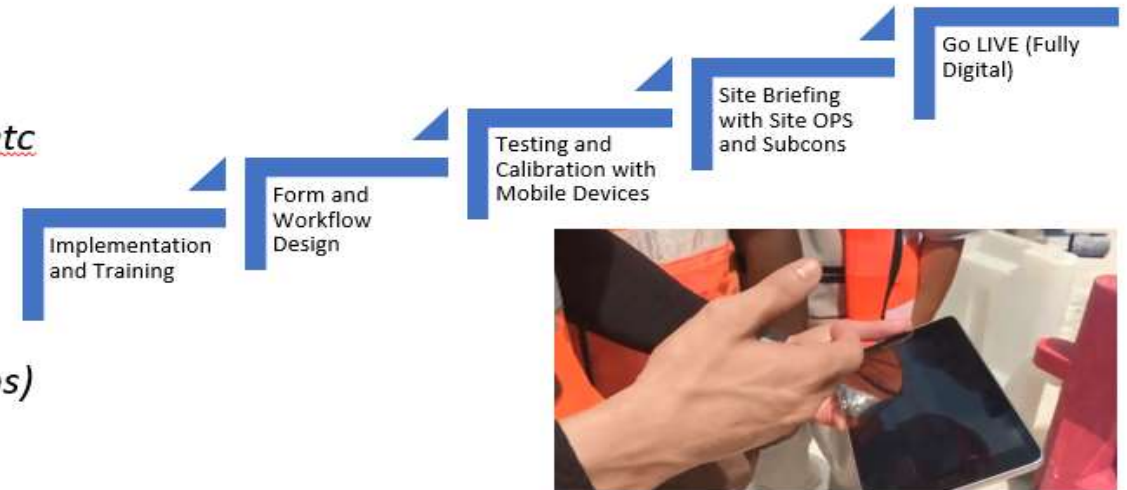 Go LIVE (Fully
Digital)
Site Briefing
with Site OPS
and Subcons
etc
Testing and
Calibration with
Mobile Devices
Form and
Workflow
Design
Implementation
and Training
s)